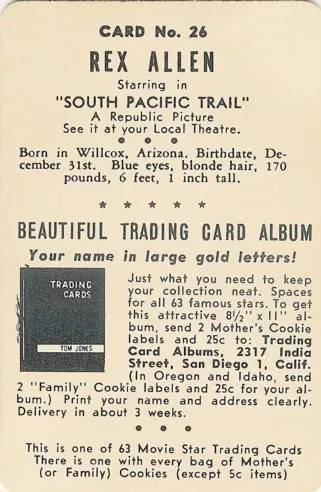 CARD No. 26
REX ALLEN
Starring in
"SOUTH PACIFIC TRAIL"
A Republic Picture
See it at your Local Theatre.
Born in Willcox, Arizona. Birthdate, De-
cember 31st. Blue eyes, blonde hair, 170
pounds, 6 feet, 1 inch tall.
BEAUTIFUL TRADING CARD ALBUM
Your name in large gold letters!
TRADING
CARDS
TOM JONES
Just what you need to keep
your collection neat. Spaces
for all 63 famous stars. To get
this attractive 8½" x 11" al-
bum, send 2 Mother's Cookie
labels and 25c to: Trading
Card Albums, 2317 India
Street, San Diego 1, Calif.
(In Oregon and Idaho, send
2 "Family" Cookie labels and 25c for your al-
bum.) Print your name and address clearly.
Delivery in about 3 weeks.
This is one of 63 Movie Star Trading Cards
There is one with every bag of Mother's
(or Family) Cookies (except 5c items)